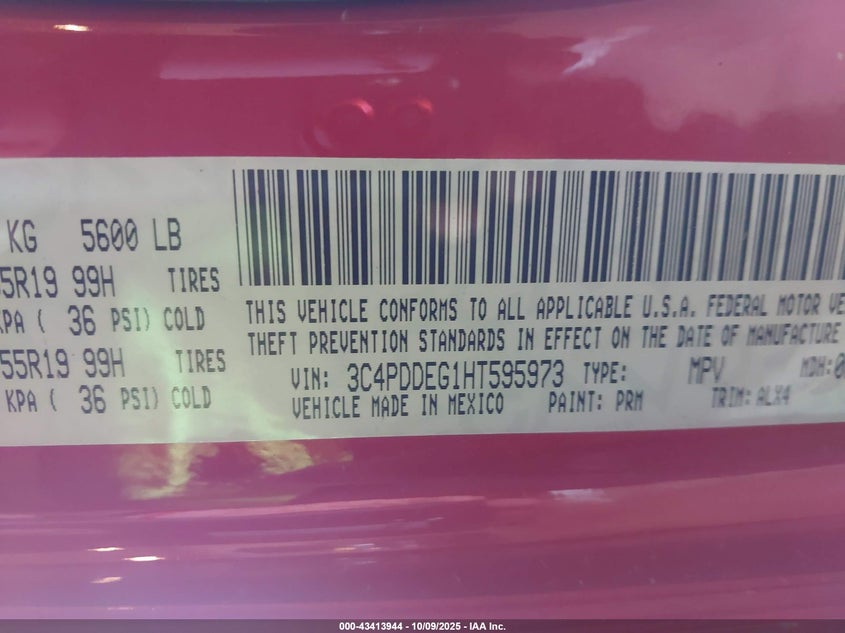 KG 5600 LB
5R19 99H TIRES
KPA ( 36 PSI) COLD
55R19 99H TIRES
KPA ( 36 PSI) COLD
THIS VEHICLE CONFORMS TO ALL APPLICABLE U.S.A. FEDERAL MOTOR VE
THEFT PREVENTION STANDARDS IN EFFECT ON THE DATE OF MANUFACTURE
VIN: 3C4PDDEG1HT595973 TYPE: MPV MDH:0
VEHICLE MADE IN MEXICO PAINT: PRM TRIM: ALX4
000-43413944 - 10/09/2025 - IAA Inc.